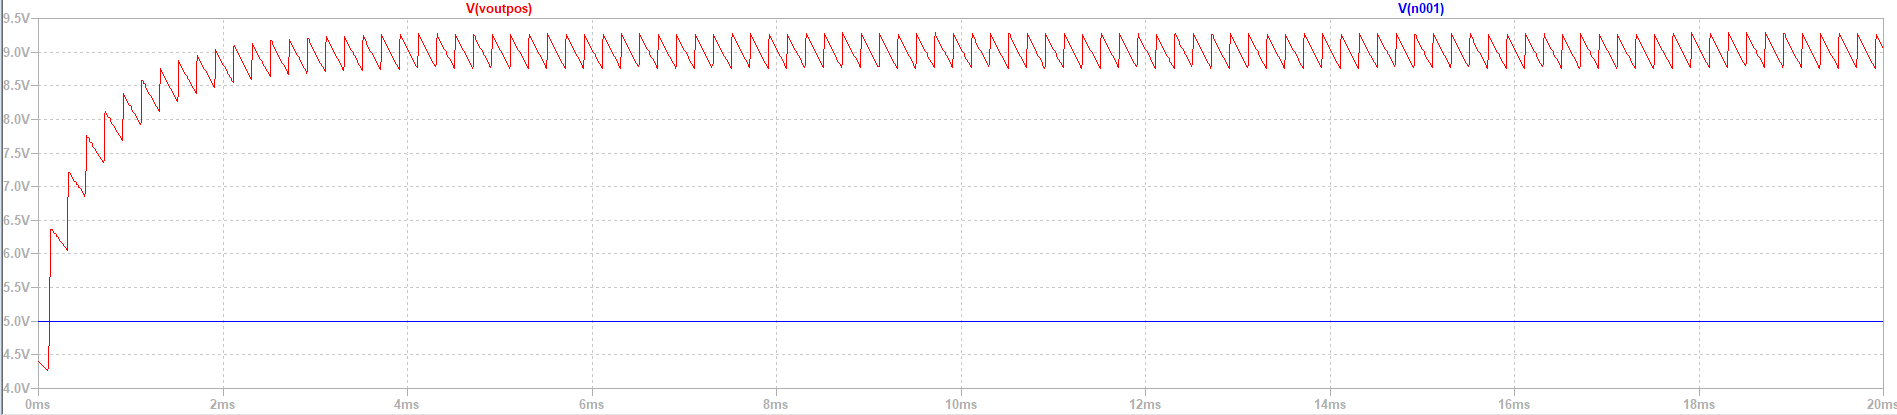 V(voutpos) V(n001)
9.5V
9.0V
8.5V
8.0V
7.5V
7.0V
6.5V
6.0V
5.5V
5.0V
4.5V
4.0V
0ms 2ms 4ms 6ms 8ms 10ms 12ms 14ms 16ms 18ms 20ms